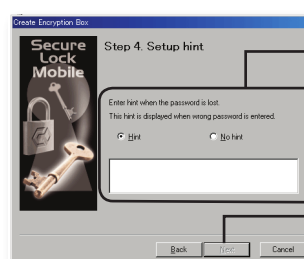 Create Encryption Box
Secure
Lock
Mobile
Step 4. Setup hint
Enter hint when the password is lost.
This hint is displayed when wrong password is entered.
Hint
No hint
Back
Next
Cancel